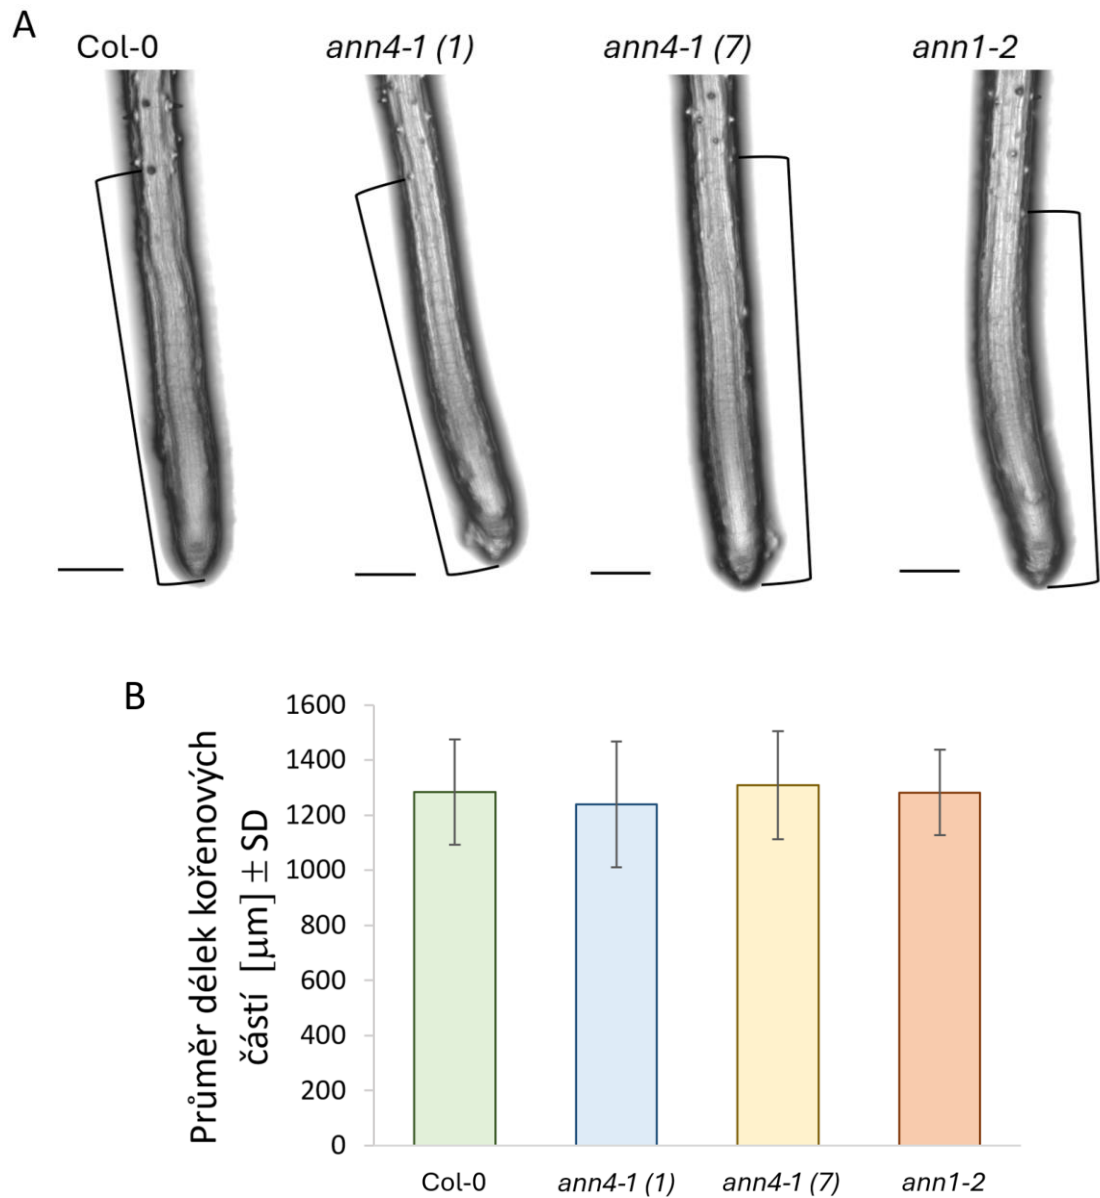 A
Col-0 ann4-1 (1) ann4-1 (7) ann1-2
B
Průměr délek kořenových
částí [μm] ± SD
1600
1400
1200
1000
800
600
400
200
0
Col-0 ann4-1 (1) ann4-1 (7) ann1-2